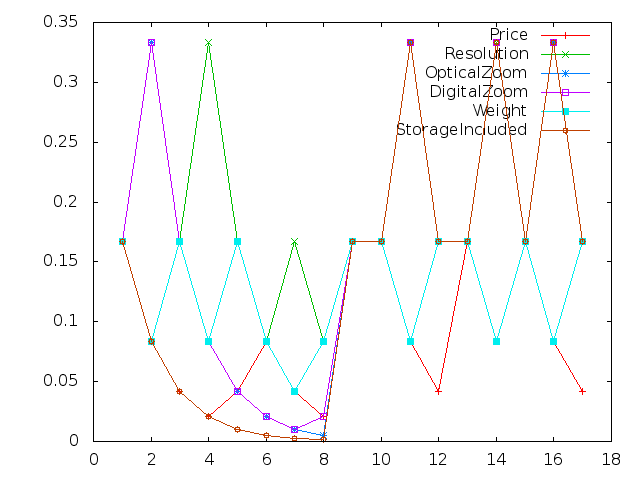 0.35
0.3
0.25
0.2
0.15
0.1
0.05
0
0 2 4 6 8 10 12 14 16 18
Price
Resolution
OpticalZoom
DigitalZoom
Weight
StorageIncluded